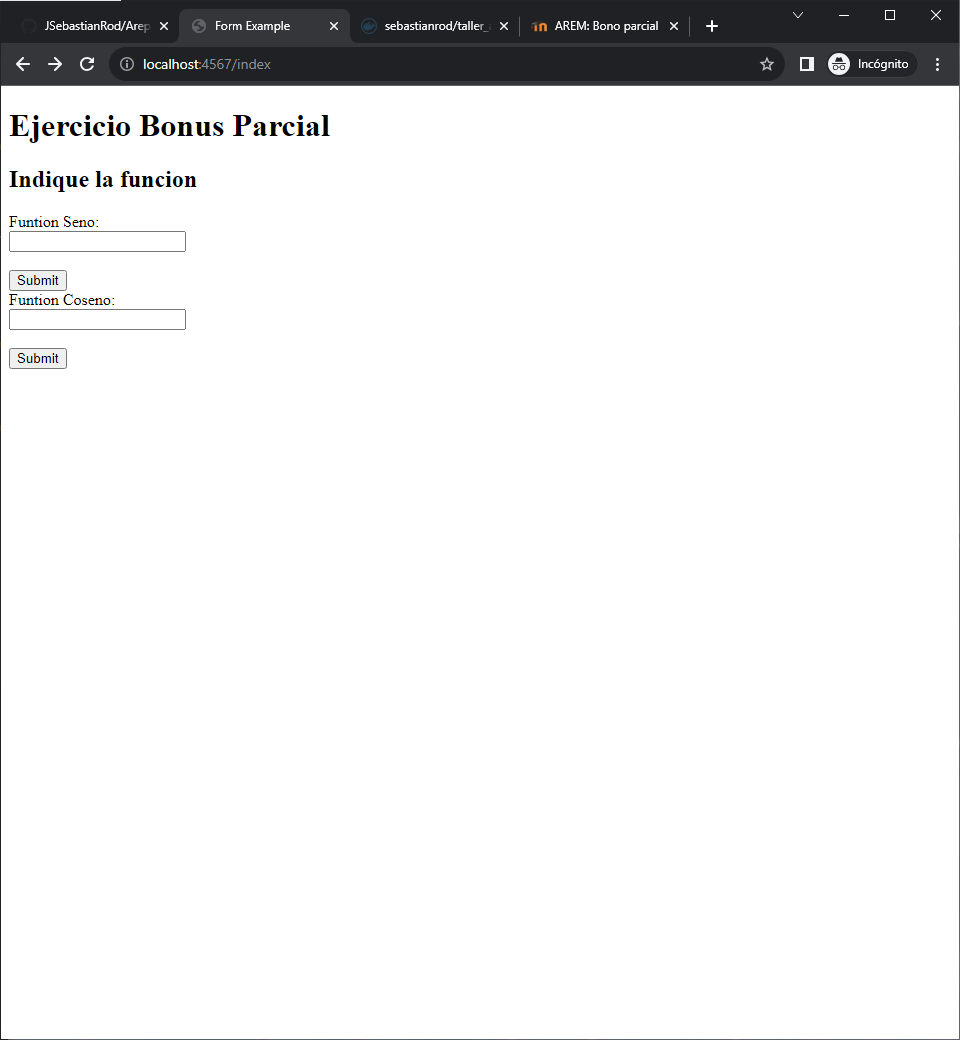 JSebastianRod/Arep
Form Example
sebastianrod/taller_
AREM: Bono parcial
localhost:4567/index
Incógnito
Ejercicio Bonus Parcial
Indique la funcion
Funtion Seno:
Submit
Funtion Coseno:
Submit